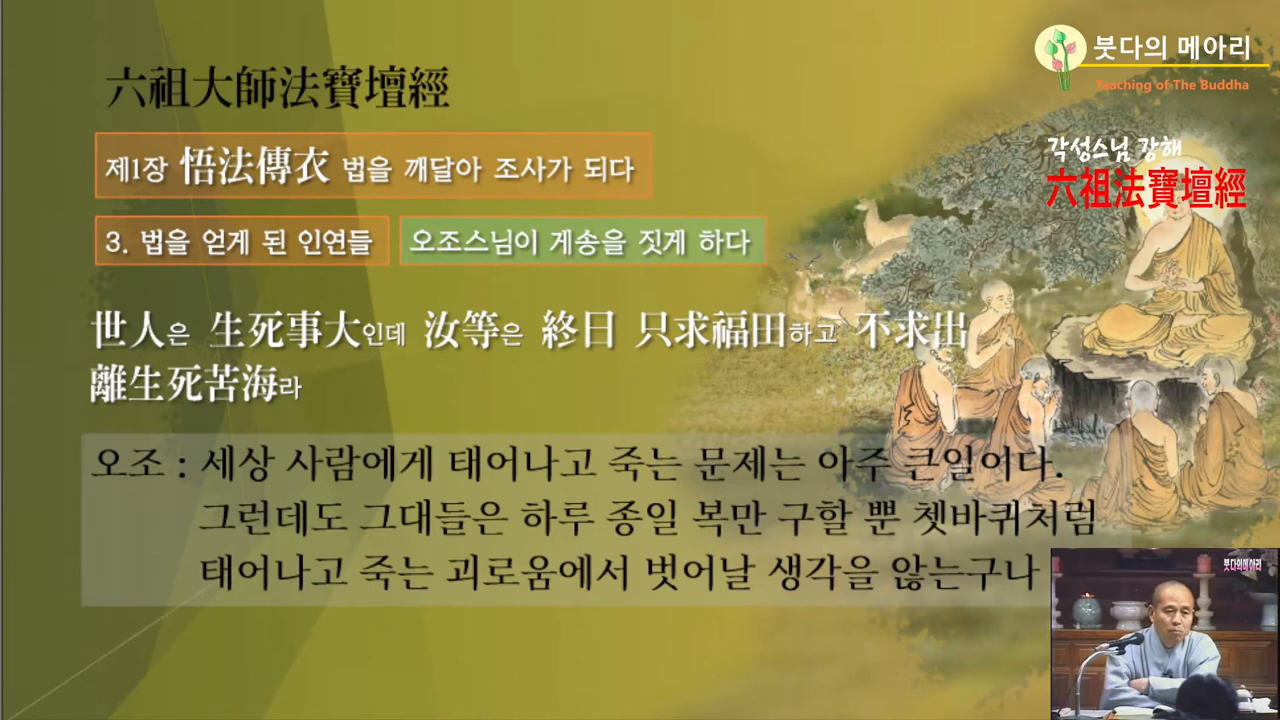 六祖大師法寶壇經
붓다의 메아리
Teaching of The Buddha
각성스님 강해
六祖法寶壇經
제1장 悟法傳衣 법을 깨달아 조사가 되다
3. 법을 얻게 된 인연들
오조스님이 게송을 짓게 하다
世人은 生死事大인데 汝等은 終日 只求福田하고 不求出
離生死苦海라
오조 : 세상 사람에게 태어나고 죽는 문제는 아주 큰일이다.
그런데도 그대들은 하루 종일 복만 구할 뿐 쳇바퀴처럼
태어나고 죽는 괴로움에서 벗어날 생각을 않는구나
붓다의메아리